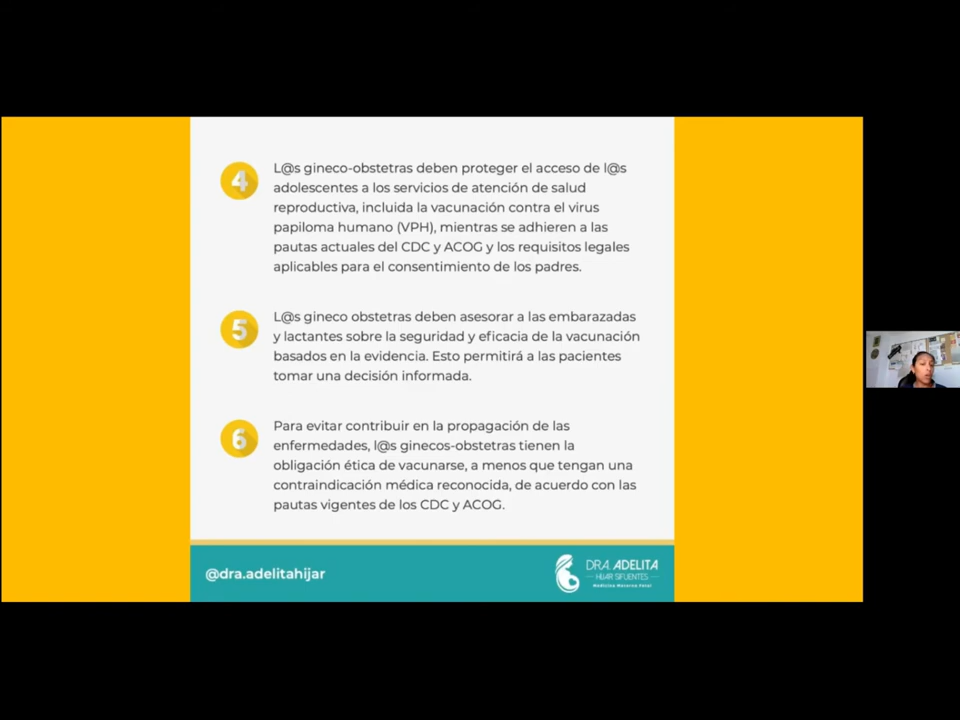 4
L@s gineco-obstetras deben proteger el acceso de l@s
adolescentes a los servicios de atención de salud
reproductiva, incluida la vacunación contra el virus
papiloma humano (VPH), mientras se adhieren a las
pautas actuales del CDC y ACOG y los requisitos legales
aplicables para el consentimiento de los padres.
5
L@s gineco obstetras deben asesorar a las embarazadas
y lactantes sobre la seguridad y eficacia de la vacunación
basados en la evidencia. Esto permitirá a las pacientes
tomar una decisión informada.
6
Para evitar contribuir en la propagación de las
enfermedades, l@s ginecos-obstetras tienen la
obligación ética de vacunarse, a menos que tengan una
contraindicación médica reconocida, de acuerdo con las
pautas vigentes de los CDC y ACOG.
@dra.adelitahijar
DRA. ADELITA
HIJAR SIFUENTES
Medicina Materno Fetal